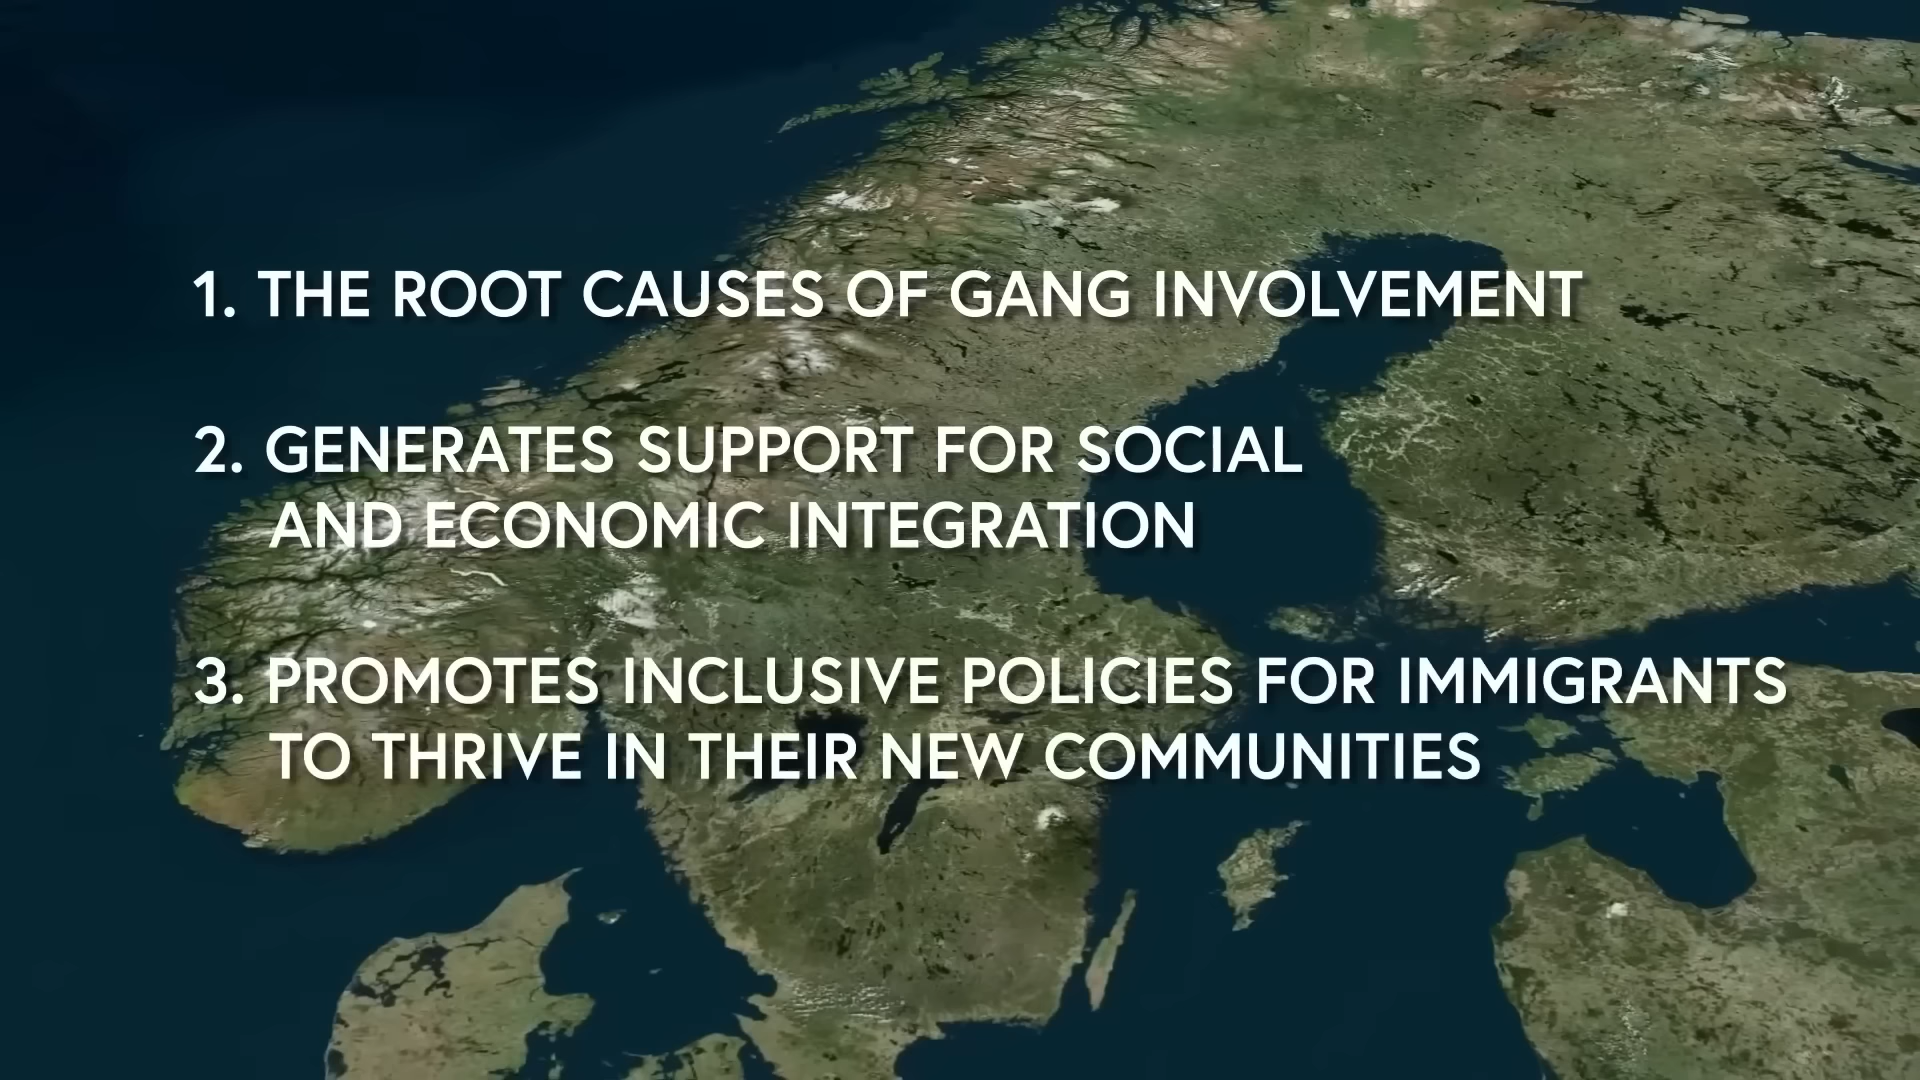 1. THE ROOT CAUSES OF GANG INVOLVEMENT
2. GENERATES SUPPORT FOR SOCIAL
AND ECONOMIC INTEGRATION
3. PROMOTES INCLUSIVE POLICIES FOR IMMIGRANTS
TO THRIVE IN THEIR NEW COMMUNITIES